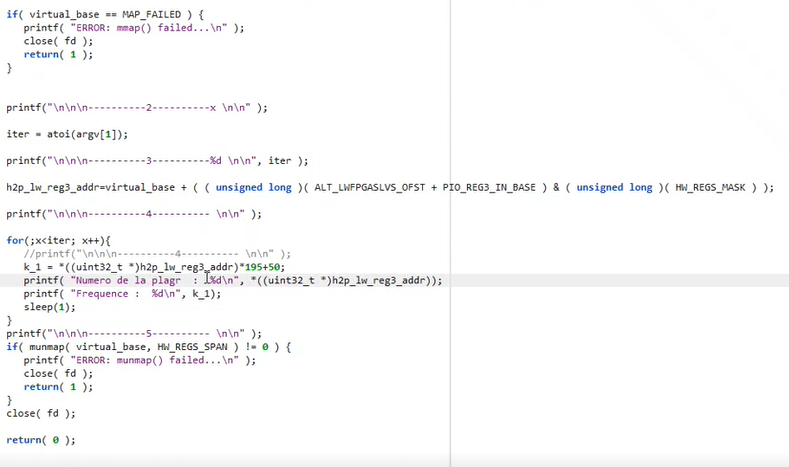 if( virtual_base == MAP_FAILED ) {
printf( "ERROR: mmap() failed...\n" );
close( fd );
return( 1 );
}
printf("\n\n\n----------2----------x \n\n" );
iter = atoi(argv[1]);
printf("\n\n\n----------3----------%d \n\n", iter );
h2p_lw_reg3_addr=virtual_base + ( ( unsigned long )( ALT_LWFPGASLVS_OFST + PIO_REG3_IN_BASE ) & ( unsigned long )( HW_REGS_MASK ) );
printf("\n\n\n----------4---------- \n\n" );
for(;x<iter; x++){
//printf("\n\n\n----------4---------- \n\n" );
k_1 = *((uint32_t *)h2p_lw_reg3_addr)*195+50;
printf( "Numero de la plagr  : %d\n", *((uint32_t *)h2p_lw_reg3_addr));
printf( "Frequence :  %d\n", k_1);
sleep(1);
}
printf("\n\n\n----------5---------- \n\n" );
if( munmap( virtual_base, HW_REGS_SPAN ) != 0 ) {
printf( "ERROR: munmap() failed...\n" );
close( fd );
return( 1 );
}
close( fd );
return( 0 );